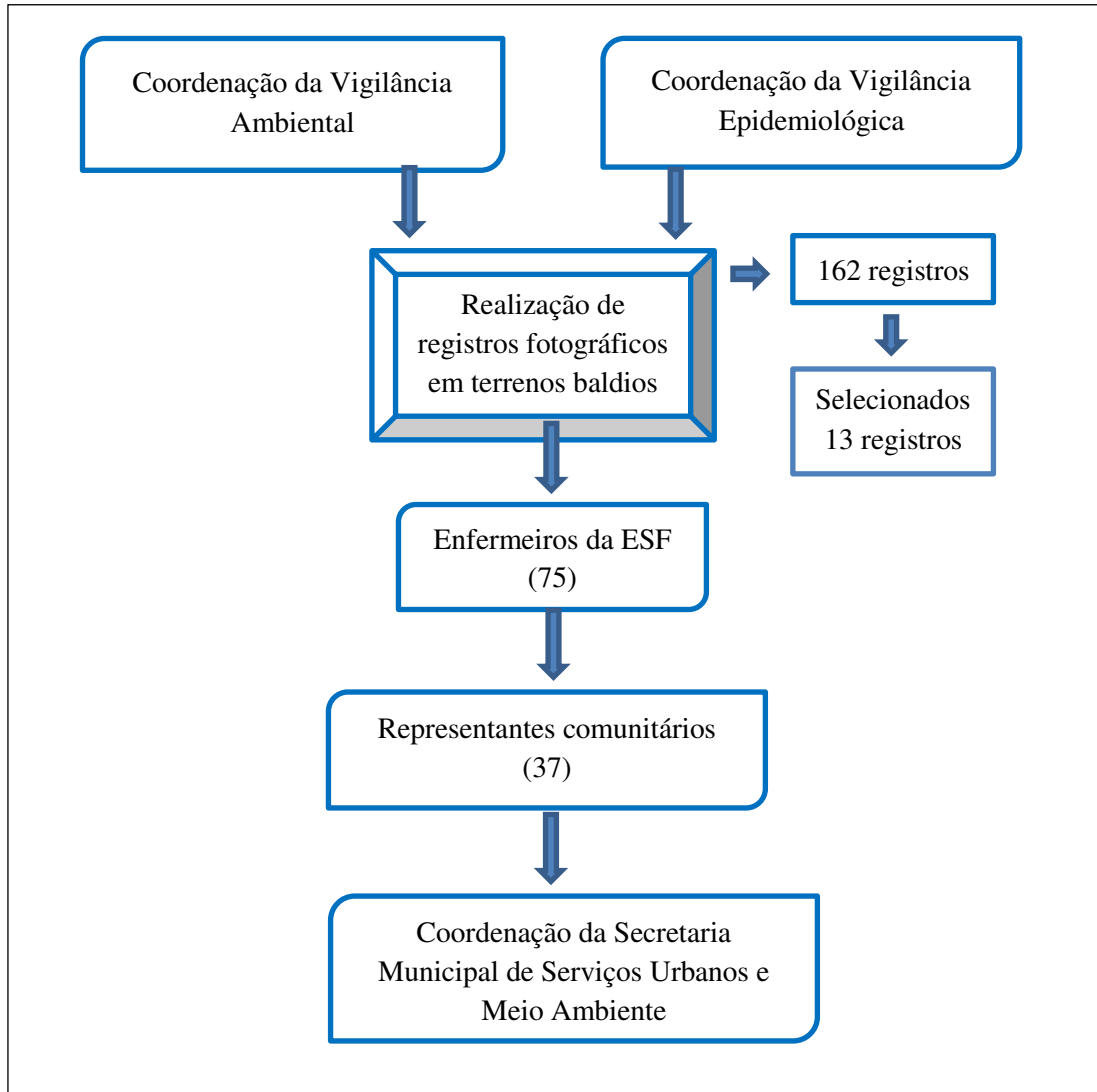 Coordenação da Vigilância
Ambiental
Coordenação da Vigilância
Epidemiológica
Realização de
registros fotográficos
em terrenos baldios
162 registros
Selecionados
13 registros
Enfermeiros da ESF
(75)
Representantes comunitários
(37)
Coordenação da Secretaria
Municipal de Serviços Urbanos e
Meio Ambiente